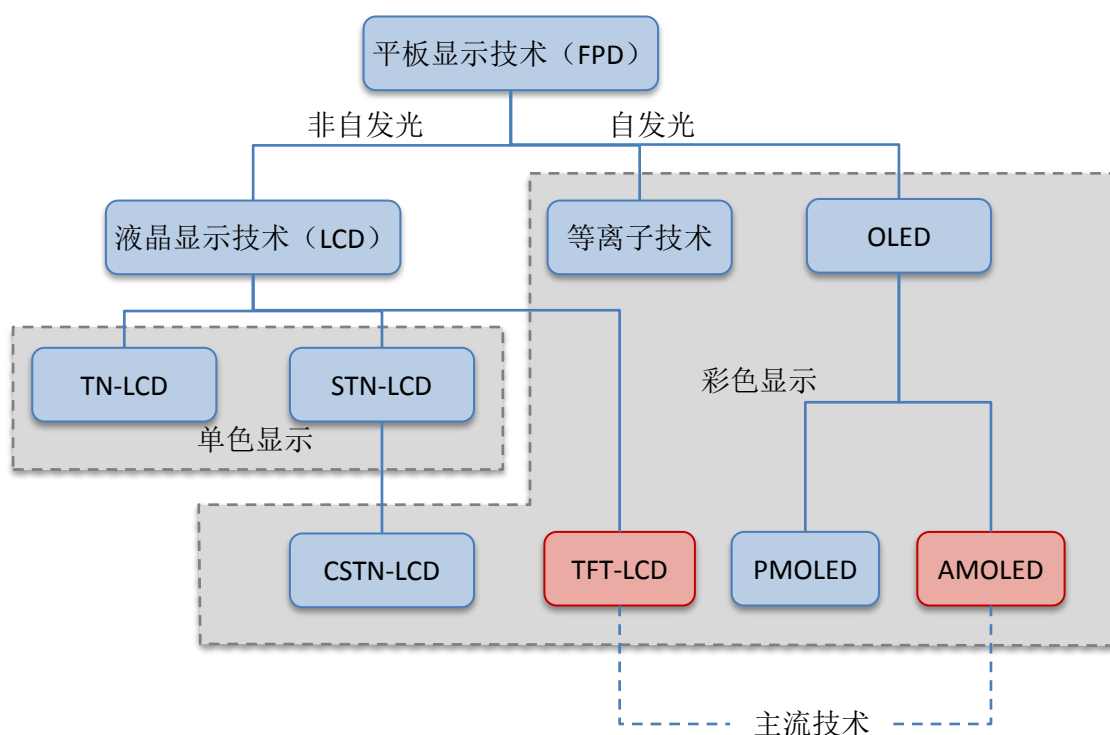 平板显示技术（FPD）
非自发光
自发光
液晶显示技术（LCD）
等离子技术
OLED
TN-LCD
STN-LCD
彩色显示
单色显示
CSTN-LCD
TFT-LCD
PMOLED
AMOLED
主流技术